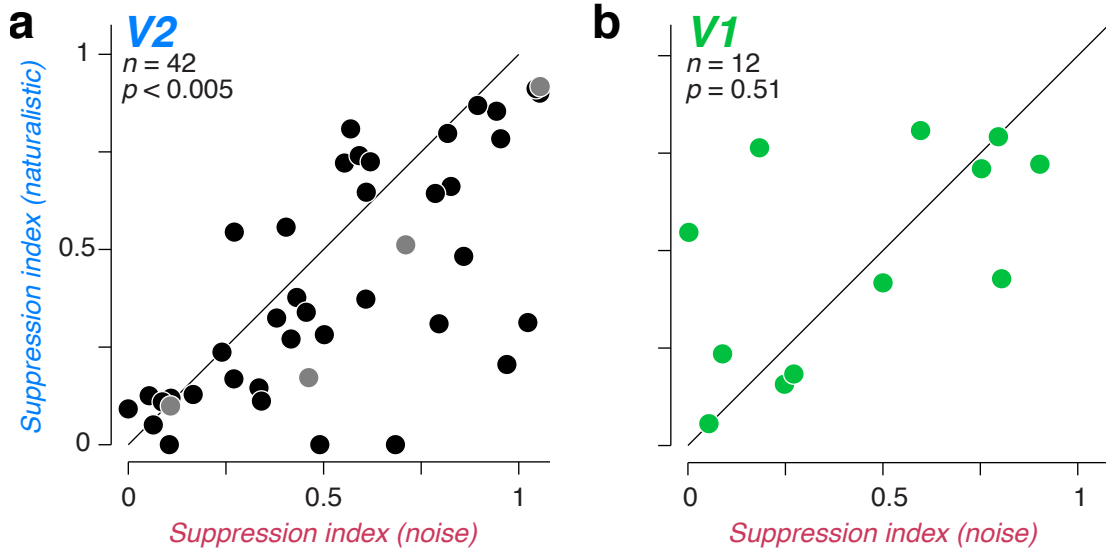 a
V2
n = 42
p < 0.005
1
0.5
0
Suppression index (naturalistic)
0
0.5
1
Suppression index (noise)
b
V1
n = 12
p = 0.51
0
0.5
1
Suppression index (noise)